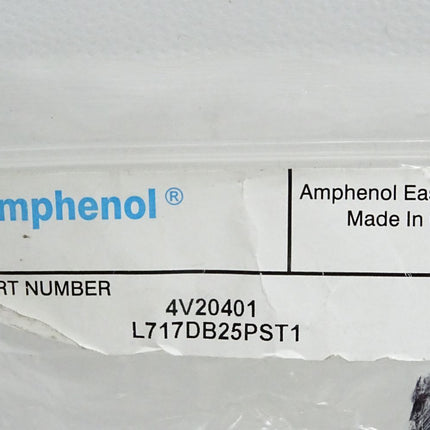 mphenol®
Amphenol Eas
Made In
RT NUMBER
4V20401
L717DB25PST1